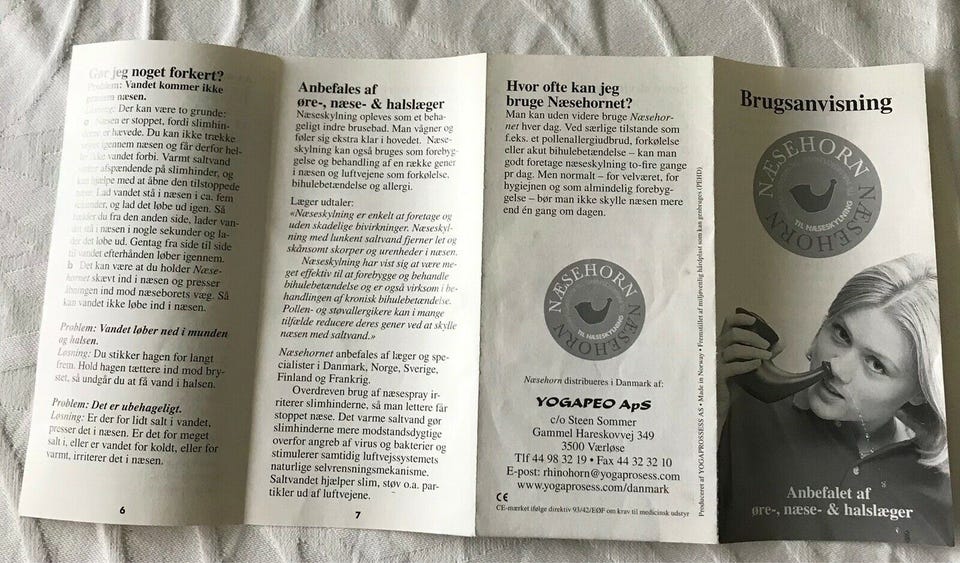 Gør jeg noget forkert?
Problem: Vandet kommer ikke
næsen.
Der kan være to grunde:
Næsen er stoppet, fordi slimhin-
er hævede. Du kan ikke trække
igennem næsen og får derfor hel-
vandet forbi. Varmt saltvand
afspændende på slimhinder, og
hjælpe med at åbne den tilstoppede
Lad vandet stå i næsen i ca. fem
og lad det løbe ud igen. Så
du fra den anden side, lader van-
stå i næsen i nogle sekunder og la-
det løbe ud. Gentag fra side til side
vandet efterhånden løber igennem.
b Det kan være at du holder Næse-
hornet skævt ind i næsen og presser
åbningen ind mod næseborets væg. Så
kan vandet ikke løbe ind i næsen.
Problem: Vandet løber ned i munden
og halsen.
Løsning: Du stikker hagen for langt
frem. Hold hagen tættere ind mod bry-
stet, så undgår du at få vand i halsen.
Problem: Det er ubehageligt.
Løsning: Er der for lidt salt i vandet,
presser det i næsen. Er det for meget
salt i, eller er vandet for koldt, eller for
varmt, irriterer det i næsen.
6
Anbefales af
øre-, næse- & halslæger
Næseskylning opleves som et beha-
geligt indre brusebad. Man vågner og
føler sig ekstra klar i hovedet. Næse-
skylning kan også bruges som forebyg-
gelse og behandling af en række gener
i næsen og luftvejene som forkølelse,
bihulebetændelse og allergi.
Læger udtaler:
«Næseskylning er enkelt at foretage og
uden skadelige bivirkninger. Næseskyl-
ning med lunkent saltvand fjerner let og
skånsomt skorper og urenheder i næsen.
Næseskylning har vist sig at være me-
get effektiv til at forebygge og behandle
bihulebetændelse og er også virksom i be-
handlingen af kronisk bihulebetændelse.
Pollen- og støvallergikere kan i mange
tilfælde reducere deres gener ved at skylle
næsen med saltvand.»
Næsehornet anbefales af læger og spe-
cialister i Danmark, Norge, Sverige,
Finland og Frankrig.
Overdreven brug af næsespray irri-
terer slimhinderne, så man lettere får
stoppet næse. Det varme saltvand gør
slimhinderne mere modstandsdygtige
overfor angreb af virus og bakterier og
stimulerer samtidig luftvejssystemets
naturlige selvrensningsmekanisme.
Saltvandet hjælper slim, støv o.a. par-
tikler ud af luftvejene.
7
Hvor ofte kan jeg
bruge Næsehornet?
Man kan uden videre bruge Næsehor-
net hver dag. Ved særlige tilstande som
f.eks. et pollenallergiudbrud, forkølelse
eller akut bihulebetændelse – kan man
godt foretage næseskylning to-fire gange
pr dag. Men normalt – for velværet, for
hygiejnen og som almindelig forebyg-
gelse – bør man ikke skylle næsen mere
end én gang om dagen.
NÆSEHORN
TIL NÆSESKYLNING
NÆSEHORN
Næsehorn distribueres i Danmark af:
YOGAPEO ApS
c/o Steen Sommer
Gammel Hareskovvej 349
3500 Værløse
Tlf 44 98 32 19 • Fax 44 32 32 10
E-post: rhinohorn@yogaprosess.com
www.yogaprosess.com/danmark
CE
CE-mærket ifølge direktiv 93/42/EØF om krav til medicinsk udstyr
Produceret af YOGAPROSESS AS • Made in Norway • Fremstillet af miljøvenlig hårdplast som kan genbruges (PEHD)
Brugsanvisning
NÆSEHORN
TIL NÆSESKYLNING
NÆSEHORN
Anbefalet af
øre-, næse- & halslæger